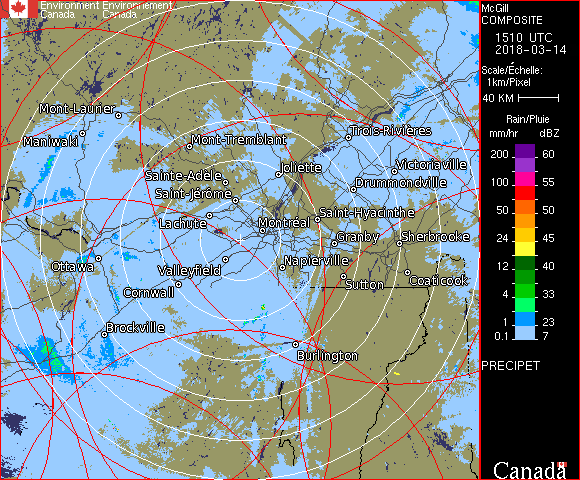 Environment Environnement
Canada Canada
McGill
COMPOSITE
1510 UTC
2018-03-14
Scale/Échelle:
1km/Pixel
40 KM
Rain/Pluie
mm/hr dBZ
200 60
100 55
50 50
24 45
12 40
4 33
1 23
0.1 7
PRECIPET
Mont-Laurier
Maniwaki
Mont-Tremblant
Trois-Rivières
Joliette
Victoriaville
Sainte-Adèle
Drummondville
Saint-Jérôme
Saint-Hyacinthe
Lachute
Montréal
Granby
Sherbrooke
Ottawa
Valleyfield
Napierville
Cornwall
Sutton
Coaticook
Brockville
Burlington
Canada